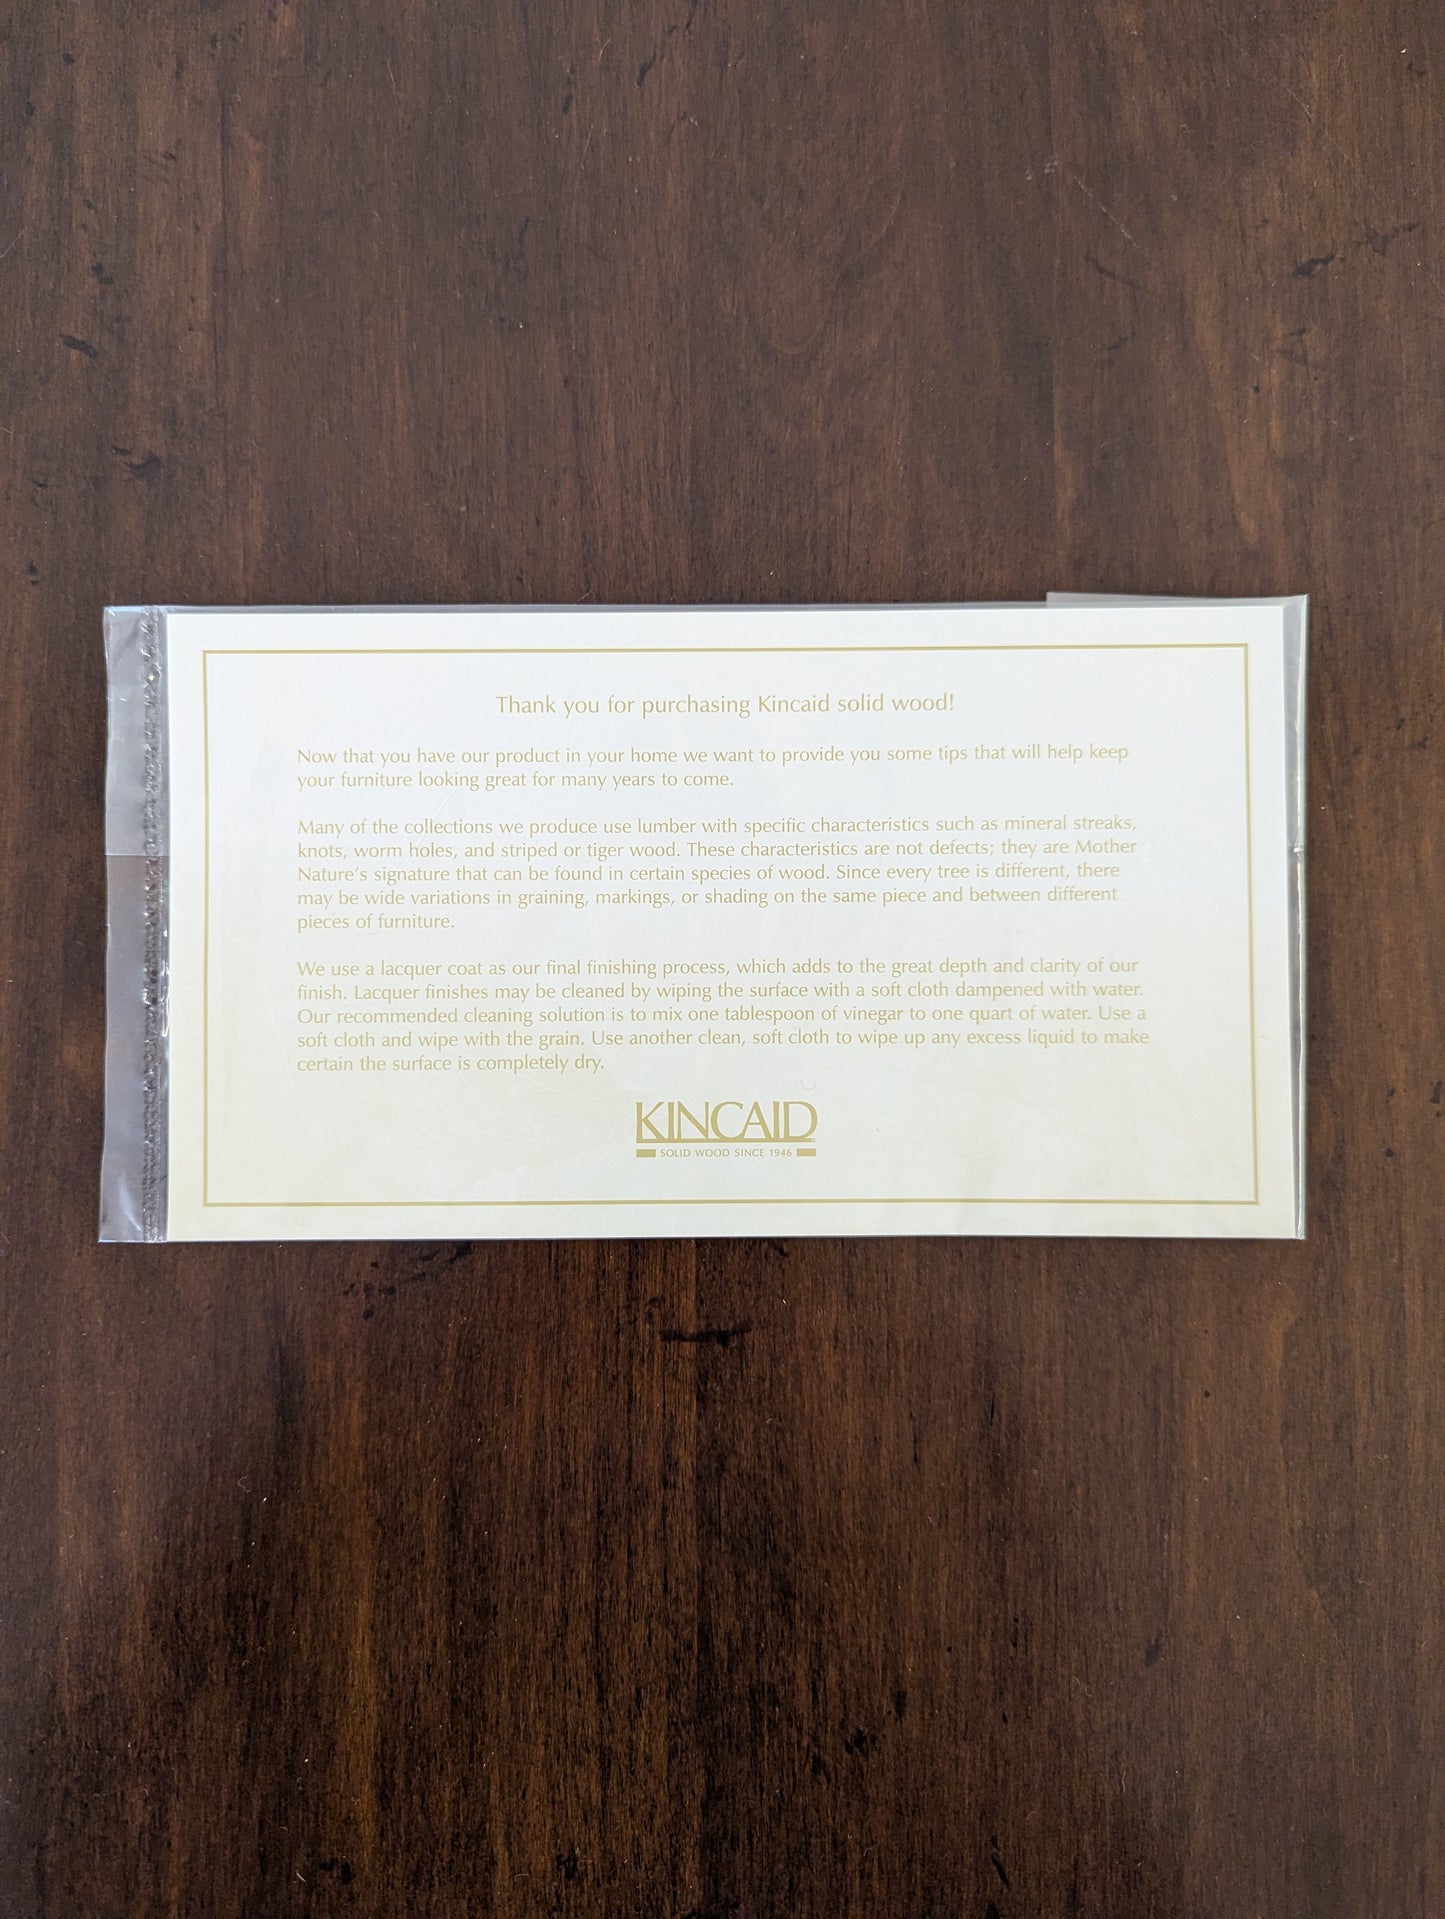 Thank you for purchasing Kincaid solid wood!
Now that you have our product in your home we want to provide you some tips that will help keep
your furniture looking great for many years to come.
Many of the collections we produce use lumber with specific characteristics such as mineral streaks,
knots, worm holes, and striped or tiger wood. These characteristics are not defects; they are Mother
Nature's signature that can be found in certain species of wood. Since every tree is different, there
may be wide variations in graining, markings, or shading on the same piece and between different
pieces of furniture.
We use a lacquer coat as our final finishing process, which adds to the great depth and clarity of our
finish. Lacquer finishes may be cleaned by wiping the surface with a soft cloth dampened with water.
Our recommended cleaning solution is to mix one tablespoon of vinegar to one quart of water. Use a
soft cloth and wipe with the grain. Use another clean, soft cloth to wipe up any excess liquid to make
certain the surface is completely dry.
KINCAID
SOLID WOOD SINCE 1946